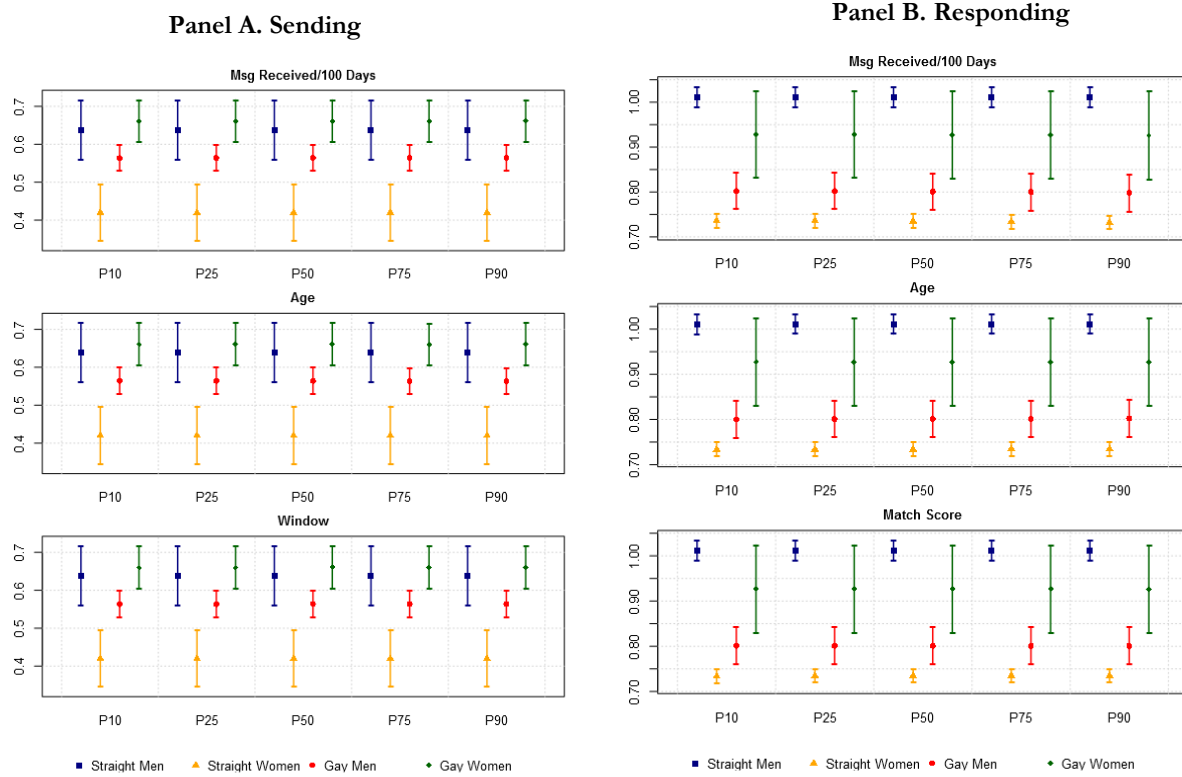 Panel A. Sending
Msg Received/100 Days
0.7
0.6
0.5
0.4
P10 P25 P50 P75 P90
Age
0.7
0.6
0.5
0.4
P10 P25 P50 P75 P90
Window
0.7
0.6
0.5
0.4
P10 P25 P50 P75 P90
Straight Men Straight Women Gay Men Gay Women
Panel B. Responding
Msg Received/100 Days
1.00
0.90
0.80
0.70
P10 P25 P50 P75 P90
Age
1.00
0.90
0.80
0.70
P10 P25 P50 P75 P90
Match Score
1.00
0.90
0.80
0.70
P10 P25 P50 P75 P90
Straight Men Straight Women Gay Men Gay Women